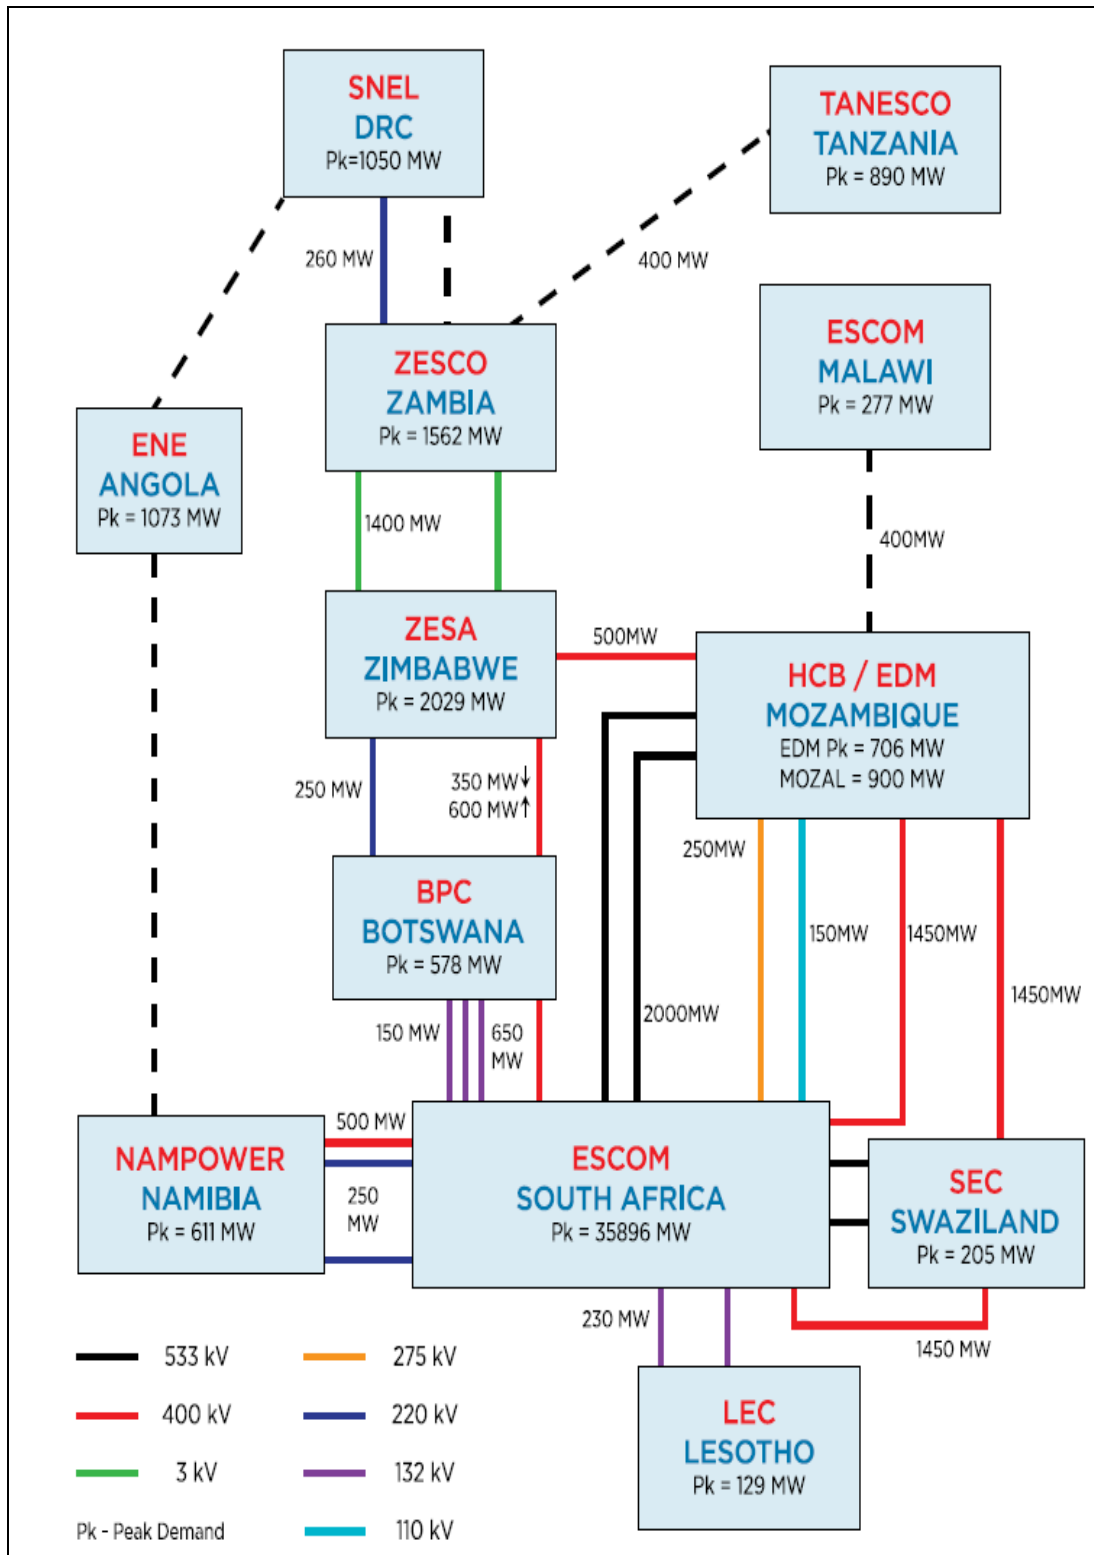 SNEL
DRC
Pk=1050 MW
TANESCO
TANZANIA
Pk = 890 MW
260 MW
400 MW
ESCOM
MALAWI
Pk = 277 MW
ZESCO
ZAMBIA
Pk = 1562 MW
ENE
ANGOLA
Pk = 1073 MW
1400 MW
400MW
ZESA
ZIMBABWE
Pk = 2029 MW
500MW
HCB / EDM
MOZAMBIQUE
EDM Pk = 706 MW
MOZAL = 900 MW
250 MW
350 MW↓
600 MW↑
250MW
BPC
BOTSWANA
Pk = 578 MW
150MW
1450MW
1450MW
2000MW
150 MW
650
MW
NAMPOWER
NAMIBIA
Pk = 611 MW
500 MW
250
MW
ESCOM
SOUTH AFRICA
Pk = 35896 MW
SEC
SWAZILAND
Pk = 205 MW
230 MW
1450 MW
LEC
LESOTHO
Pk = 129 MW
533 kV
275 kV
400 kV
220 kV
3 kV
132 kV
Pk - Peak Demand
110 kV